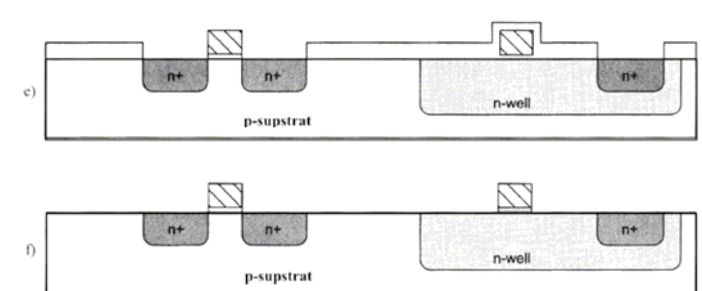 n+ n+ n+
e) n-well
p-supstrat
n+ n+ n+
f) n-well
p-supstrat